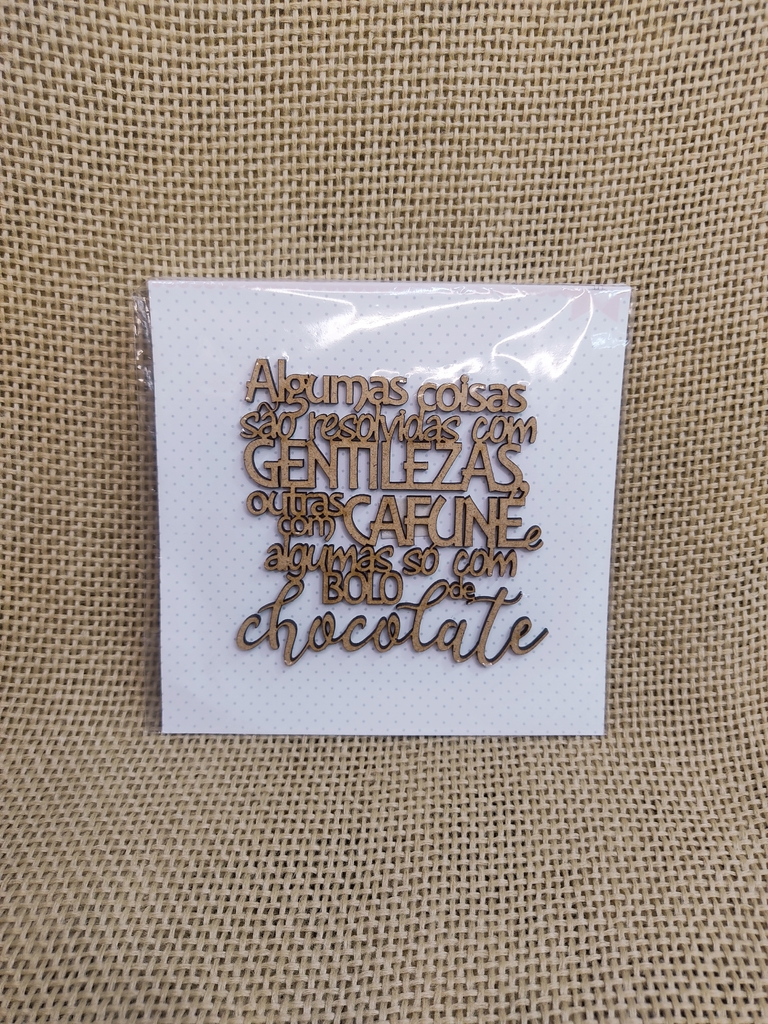 Algumas coisas
são resolvidas com
GENTILEZAS,
outras
com CAFUNÉ e
algumas só com
BOLO de
chocolate